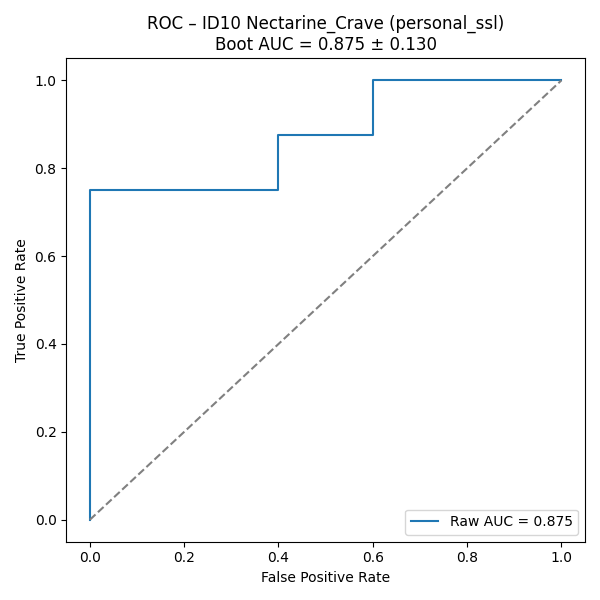 ROC – ID10 Nectarine_Crave (personal_ssl)
Boot AUC = 0.875 ± 0.130
True Positive Rate
1.0
0.8
0.6
0.4
0.2
0.0
0.0 0.2 0.4 0.6 0.8 1.0
False Positive Rate
Raw AUC = 0.875